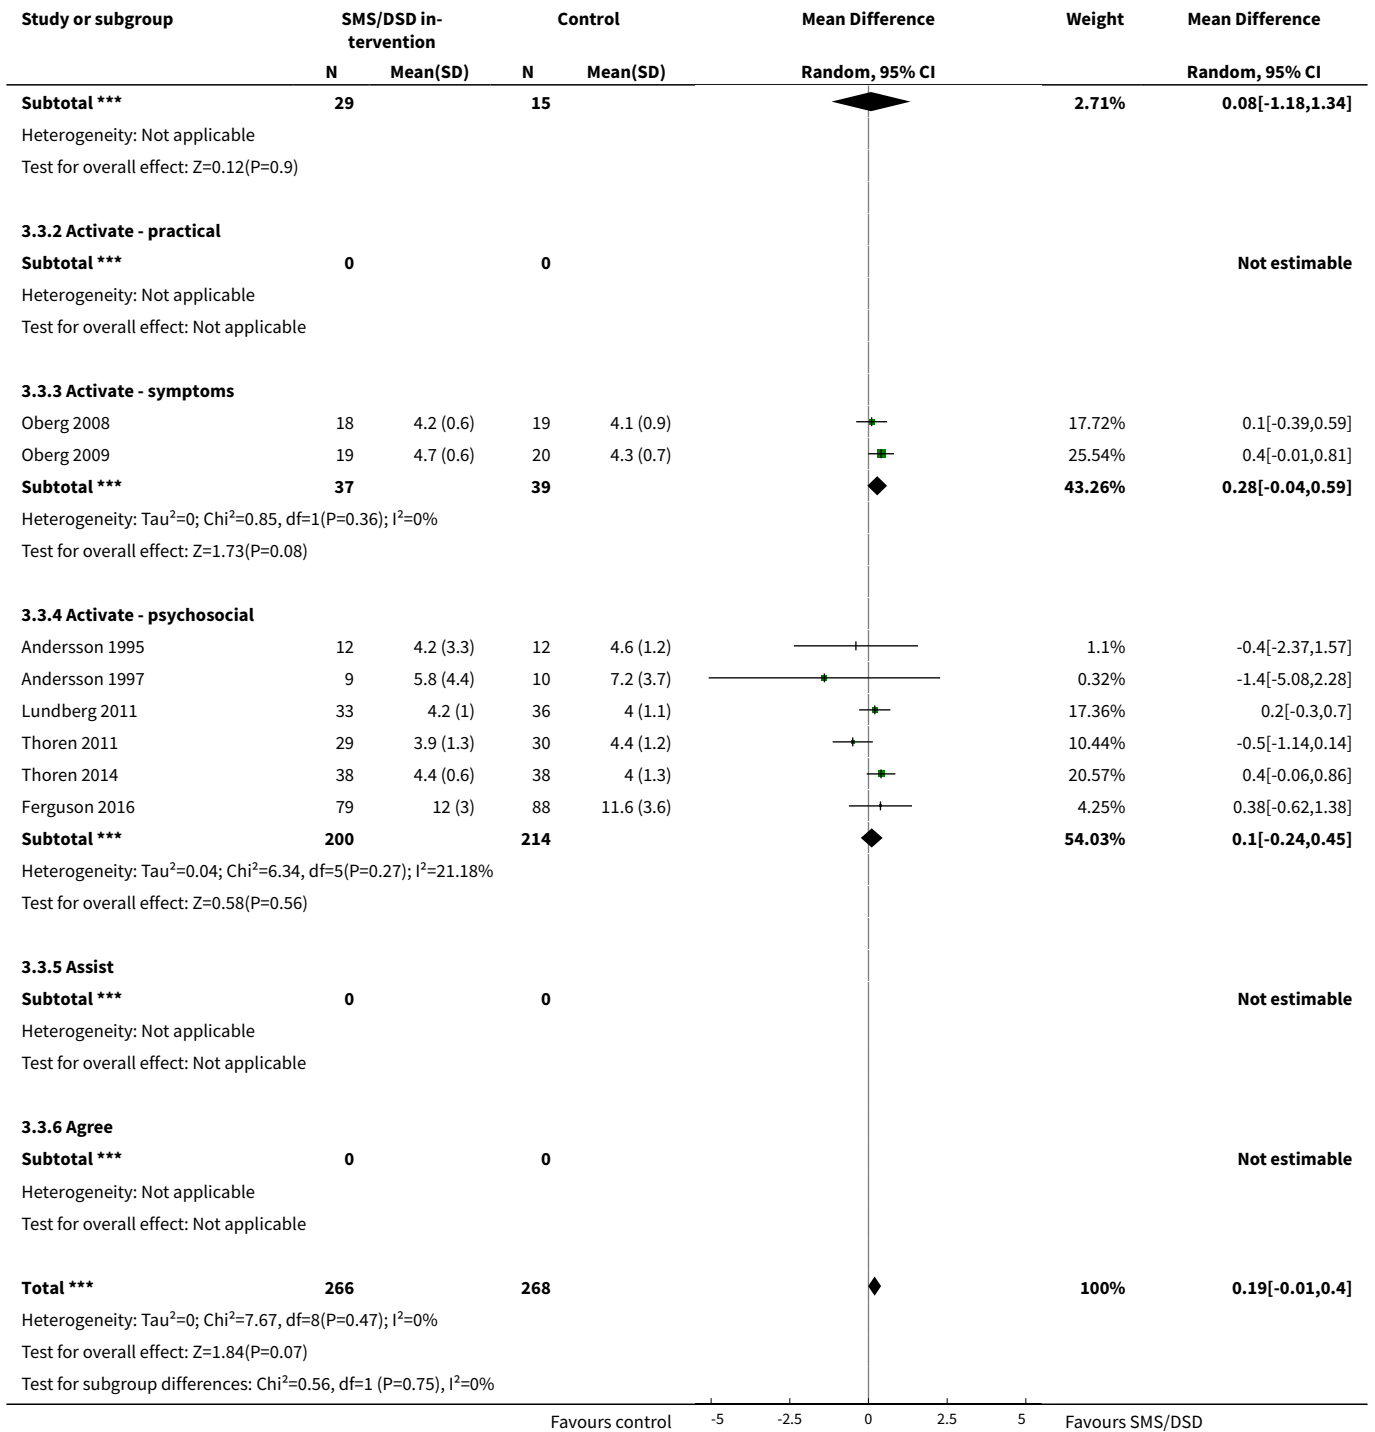 Study or subgroup SMS/DSD in- Control Mean Difference Weight Mean Difference
tervention
N Mean(SD) N Mean(SD) Random, 95% CI Random, 95% CI
Subtotal *** 29 15 2.71% 0.08[-1.18,1.34]
Heterogeneity: Not applicable
Test for overall effect: Z=0.12(P=0.9)
3.3.2 Activate - practical
Subtotal *** 0 0 Not estimable
Heterogeneity: Not applicable
Test for overall effect: Not applicable
3.3.3 Activate - symptoms
Oberg 2008 18 4.2 (0.6) 19 4.1 (0.9) 17.72% 0.1[-0.39,0.59]
Oberg 2009 19 4.7 (0.6) 20 4.3 (0.7) 25.54% 0.4[-0.01,0.81]
Subtotal *** 37 39 43.26% 0.28[-0.04,0.59]
Heterogeneity: Tau²=0; Chi²=0.85, df=1(P=0.36); I²=0%
Test for overall effect: Z=1.73(P=0.08)
3.3.4 Activate - psychosocial
Andersson 1995 12 4.2 (3.3) 12 4.6 (1.2) 1.1% -0.4[-2.37,1.57]
Andersson 1997 9 5.8 (4.4) 10 7.2 (3.7) 0.32% -1.4[-5.08,2.28]
Lundberg 2011 33 4.2 (1) 36 4 (1.1) 17.36% 0.2[-0.3,0.7]
Thoren 2011 29 3.9 (1.3) 30 4.4 (1.2) 10.44% -0.5[-1.14,0.14]
Thoren 2014 38 4.4 (0.6) 38 4 (1.3) 20.57% 0.4[-0.06,0.86]
Ferguson 2016 79 12 (3) 88 11.6 (3.6) 4.25% 0.38[-0.62,1.38]
Subtotal *** 200 214 54.03% 0.1[-0.24,0.45]
Heterogeneity: Tau²=0.04; Chi²=6.34, df=5(P=0.27); I²=21.18%
Test for overall effect: Z=0.58(P=0.56)
3.3.5 Assist
Subtotal *** 0 0 Not estimable
Heterogeneity: Not applicable
Test for overall effect: Not applicable
3.3.6 Agree
Subtotal *** 0 0 Not estimable
Heterogeneity: Not applicable
Test for overall effect: Not applicable
Total *** 266 268 100% 0.19[-0.01,0.4]
Heterogeneity: Tau²=0; Chi²=7.67, df=8(P=0.47); I²=0%
Test for overall effect: Z=1.84(P=0.07)
Test for subgroup differences: Chi²=0.56, df=1 (P=0.75), I²=0%
Favours control -5 -2.5 0 2.5 5 Favours SMS/DSD